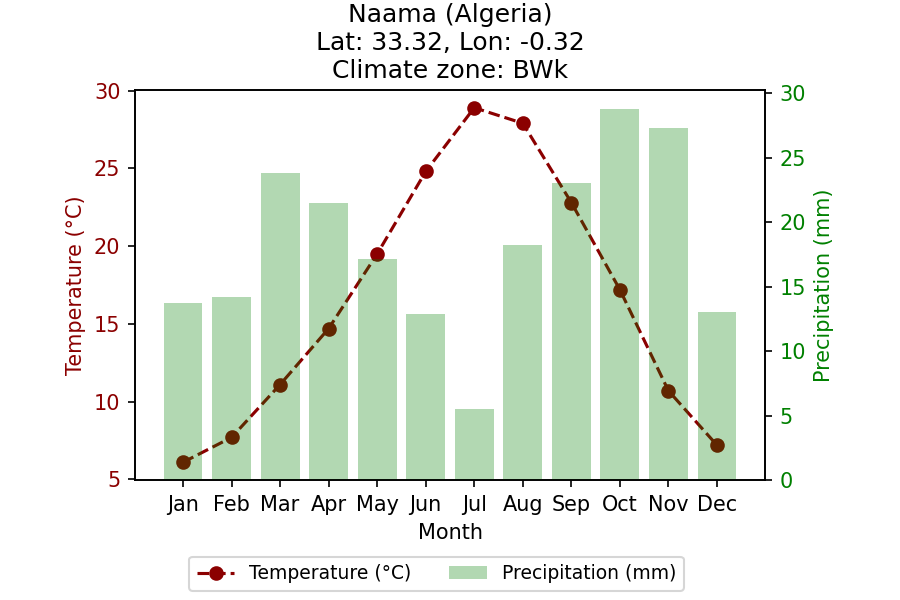 Naama (Algeria)
Lat: 33.32, Lon: -0.32
Climate zone: BWk
30
25
20
15
10
5
Temperature (°C)
30
25
20
15
10
5
0
Precipitation (mm)
Jan Feb Mar Apr May Jun Jul Aug Sep Oct Nov Dec
Month
Temperature (°C) Precipitation (mm)